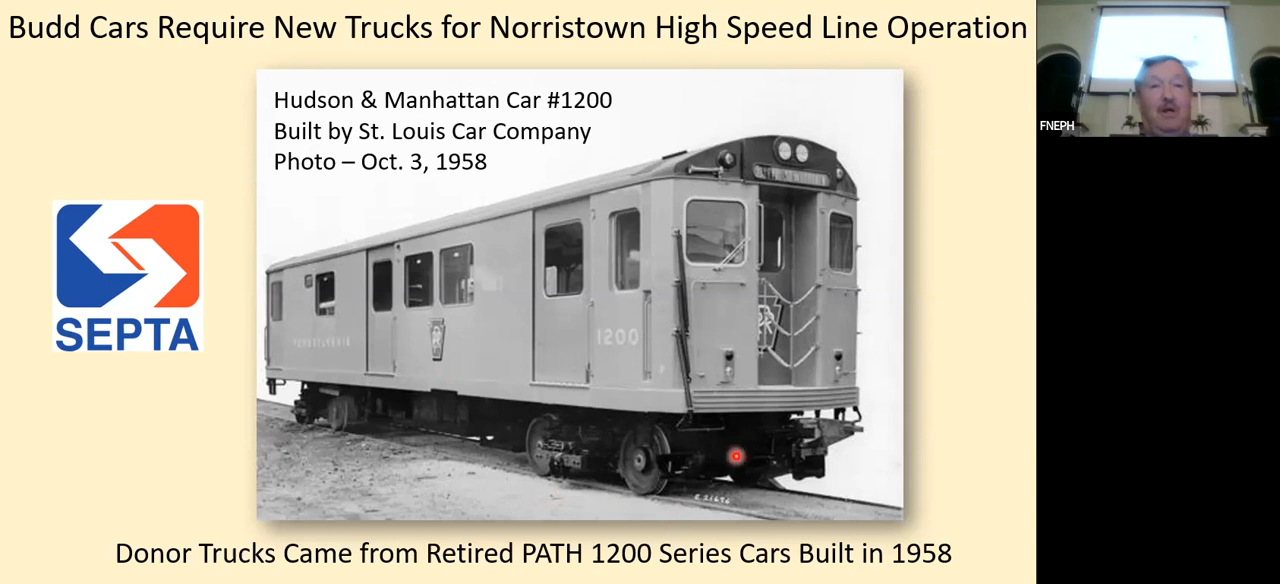 Budd Cars Require New Trucks for Norristown High Speed Line Operation
Hudson & Manhattan Car #1200
Built by St. Louis Car Company
Photo – Oct. 3, 1958
FNEPH
SEPTA
PENNSYLVANIA
1200
Donor Trucks Came from Retired PATH 1200 Series Cars Built in 1958